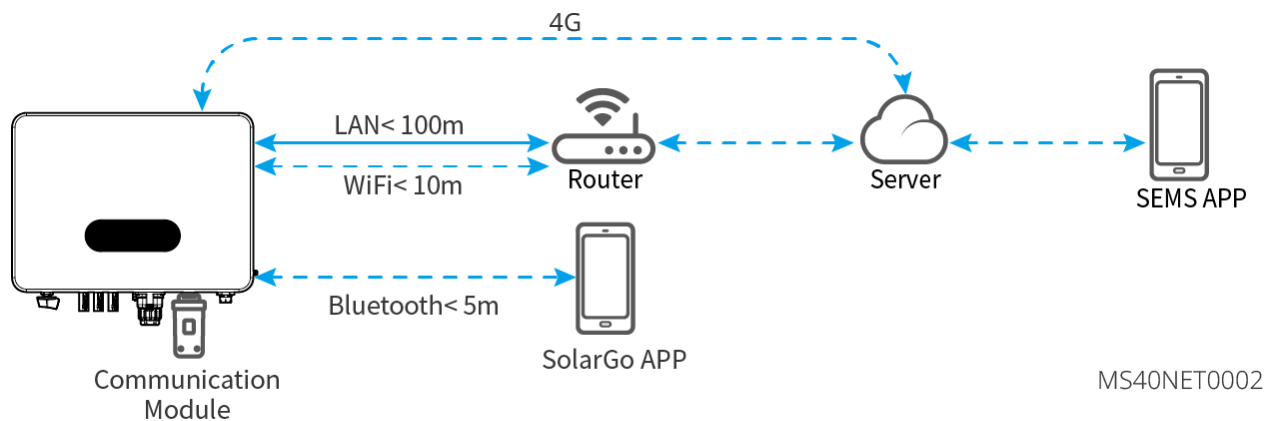 4G
LAN< 100m
WiFi< 10m
Router
Server
SEMS APP
Bluetooth< 5m
SolarGo APP
Communication
Module
MS40NET0002